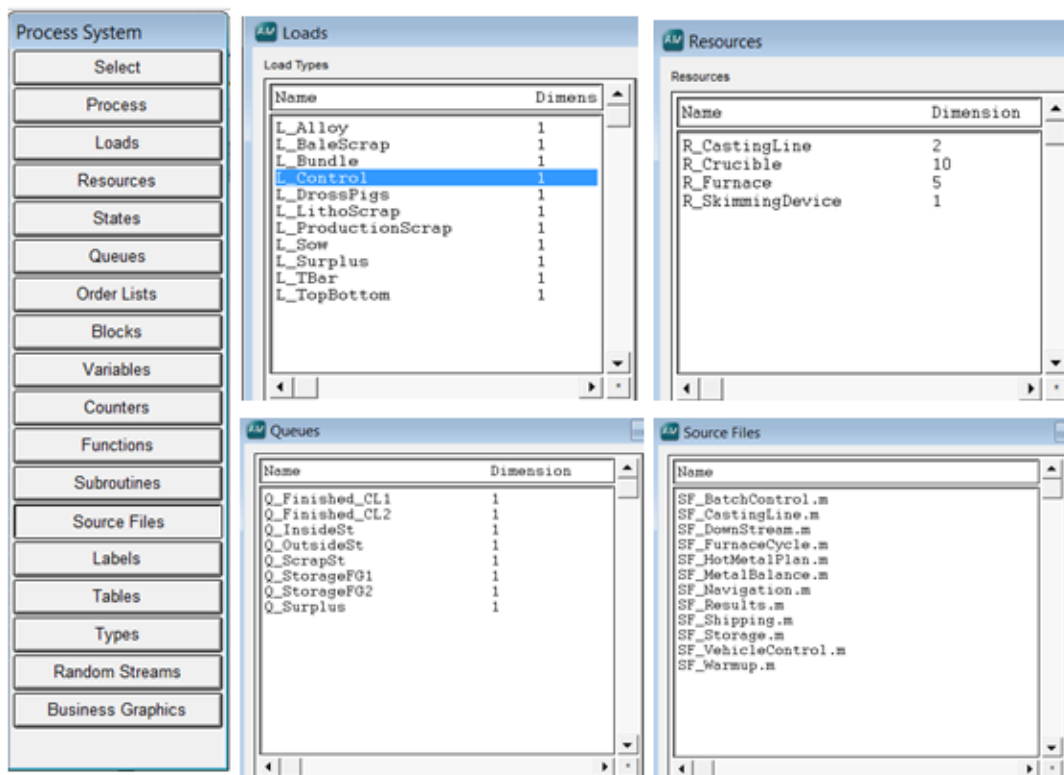 Process System
Select
Process
Loads
Resources
States
Queues
Order Lists
Blocks
Variables
Counters
Functions
Subroutines
Source Files
Labels
Tables
Types
Random Streams
Business Graphics
AM Loads
Load Types
Name Dimens
L_Alloy 1
L_BaleScrap 1
L_Bundle 1
L_Control 1
L_DrossPigs 1
L_LithoScrap 1
L_ProductionScrap 1
L_Sow 1
L_Surplus 1
L_TBar 1
L_TopBottom 1
AM Resources
Resources
Name Dimension
R_CastingLine 2
R_Crucible 10
R_Furnace 5
R_SkimmingDevice 1
AM Queues
Name Dimension
Q_Finished_CL1 1
Q_Finished_CL2 1
Q_InsideSt 1
Q_OutsideSt 1
Q_ScrapSt 1
Q_StorageFG1 1
Q_StorageFG2 1
Q_Surplus 1
AM Source Files
Name
SF_BatchControl.m
SF_CastingLine.m
SF_DownStream.m
SF_FurnaceCycle.m
SF_HotMetalPlan.m
SF_MetalBalance.m
SF_Navigation.m
SF_Results.m
SF_Shipping.m
SF_Storage.m
SF_VehicleControl.m
SF_Warmup.m